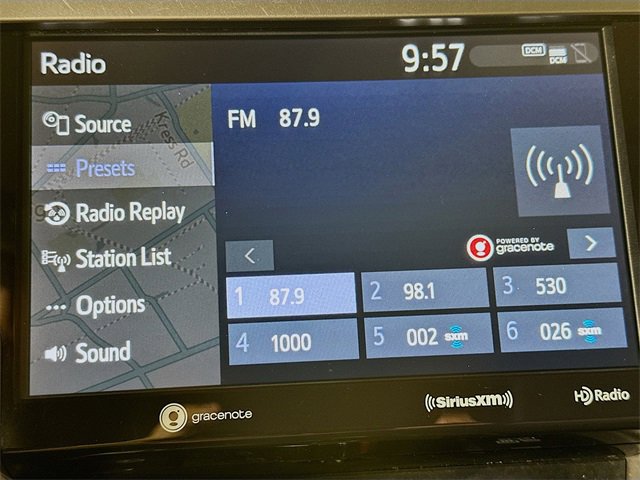 Radio
9:57
DCM
DCM
Source
Presets
Radio Replay
Station List
Options
Sound
Kress Rd
FM 87.9
POWERED BY
gracenote
1 87.9
2 98.1
3 530
4 1000
5 002 sxm
6 026 sxm
gracenote
SiriusXM
HD Radio